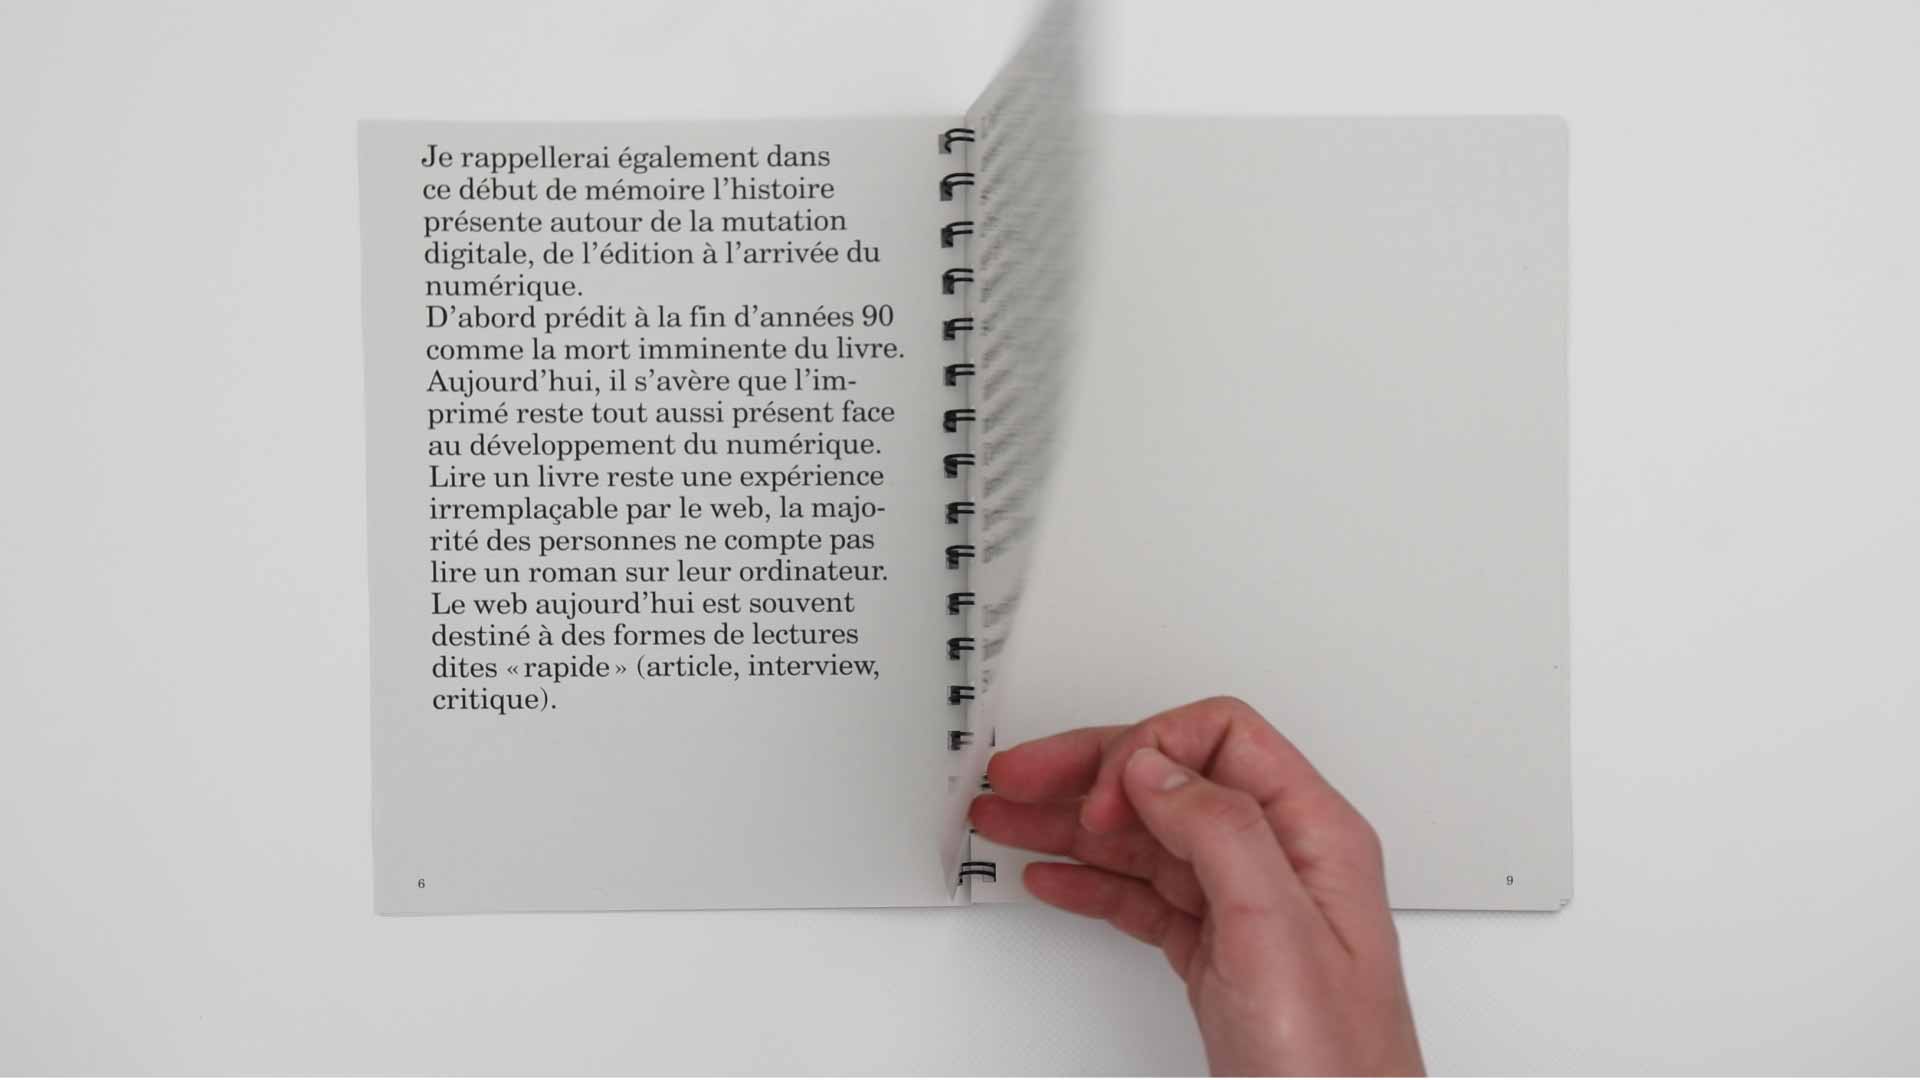 Je rappellerai également dans
ce début de mémoire l’histoire
présente autour de la mutation
digitale, de l’édition à l’arrivée du
numérique.
D’abord prédit à la fin d’années 90
comme la mort imminente du livre.
Aujourd’hui, il s’avère que l’im-
primé reste tout aussi présent face
au développement du numérique.
Lire un livre reste une expérience
irremplaçable par le web, la majo-
rité des personnes ne compte pas
lire un roman sur leur ordinateur.
Le web aujourd’hui est souvent
destiné à des formes de lectures
dites « rapide » (article, interview,
critique).
6
9